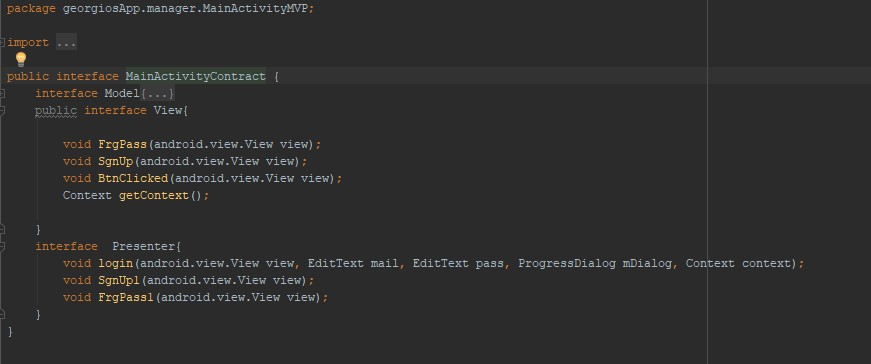 package georgiosApp.manager.MainActivityMVP;
import ...
public interface MainActivityContract {
interface Model{...}
public interface View{
void FrgPass(android.view.View view);
void SgnUp(android.view.View view);
void BtnClicked(android.view.View view);
Context getContext();
}
interface  Presenter{
void login(android.view.View view, EditText mail, EditText pass, ProgressDialog mDialog, Context context);
void SgnUp1(android.view.View view);
void FrgPass1(android.view.View view);
}
}